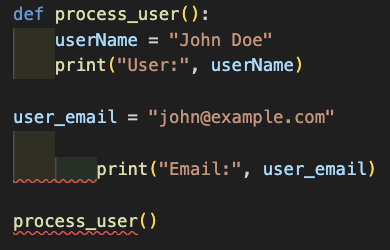 def process_user():
    userName = "John Doe"
    print("User:", userName)

user_email = "john@example.com"

        print("Email:", user_email)

process_user()